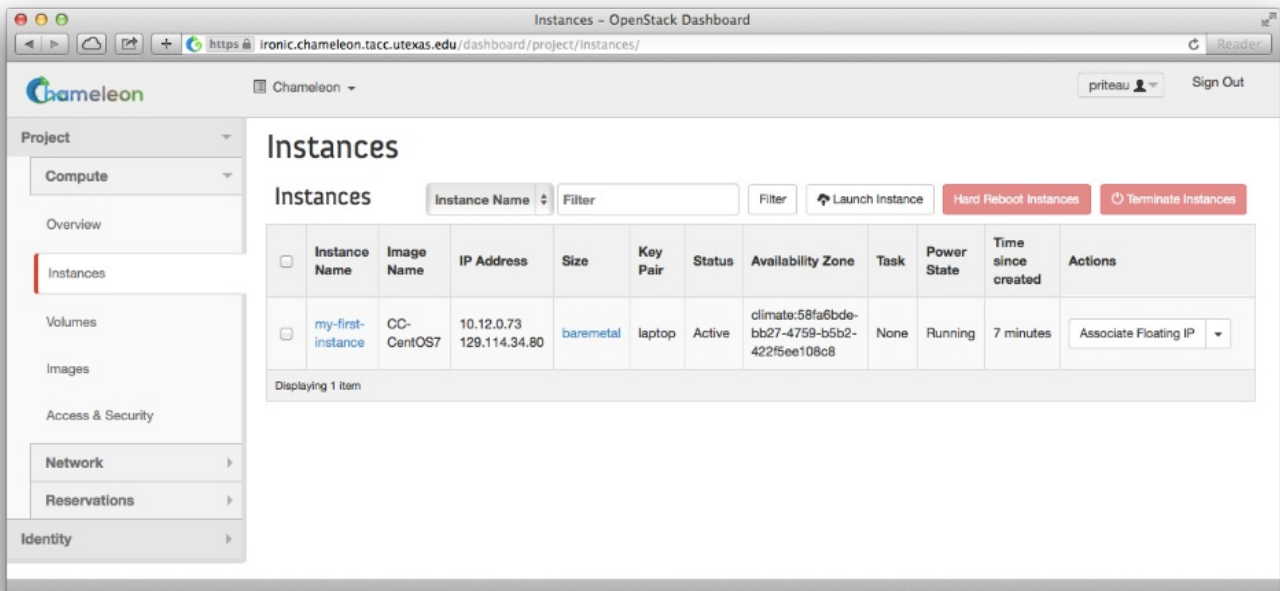 Instances - OpenStack Dashboard
https ironic.chameleon.tacc.utexas.edu/dashboard/project/instances/
Reader
Chameleon
Chameleon
priteau
Sign Out
Project
Compute
Overview
Instances
Volumes
Images
Access & Security
Network
Reservations
Identity
Instances
Instances
Instance Name
Filter
Filter
Launch Instance
Hard Reboot Instances
Terminate Instances
Instance Name
Image Name
IP Address
Size
Key Pair
Status
Availability Zone
Task
Power State
Time since created
Actions
my-first-instance
CC-CentOS7
10.12.0.73
129.114.34.80
baremetal
laptop
Active
climate:58fa6bde-
bb27-4759-b5b2-
422f5ee108c8
None
Running
7 minutes
Associate Floating IP
Displaying 1 item